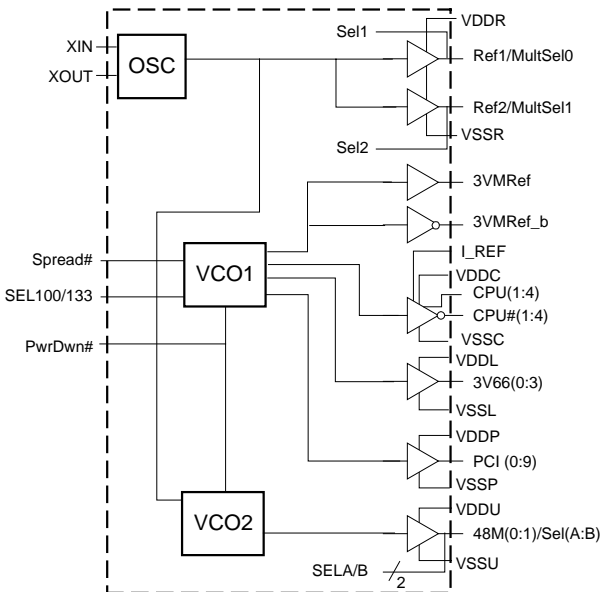 VDDR
Sel1
XIN
OSC
Ref1/MultSel0
XOUT
Ref2/MultSel1
VSSR
Sel2
3VMRef
3VMRef_b
I_REF
Spread#
VCO1
VDDC
CPU(1:4)
SEL100/133
CPU#(1:4)
VSSC
PwrDwn#
VDDL
3V66(0:3)
VSSL
VDDP
PCI (0:9)
VSSP
VDDU
VCO2
48M(0:1)/Sel(A:B)
VSSU
SELA/B
2